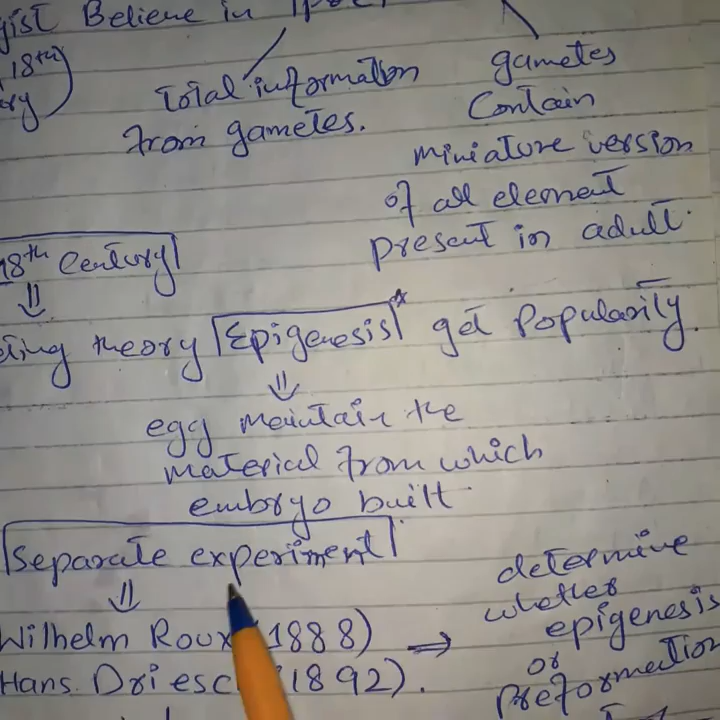 Believe in
18th
Total information
from gametes.
gametes
Contain
miniature version
of all element
present in adult.
18th Century
⇓
theory Epigenesis* get Popularity.
⇓
egg meintain the
material from which
embryo built
Separate experiment
⇓
Wilhelm Roux (1888) ⇒
Hans. Driesc (1892).
determine
whether
epigenesis
or
Preformation